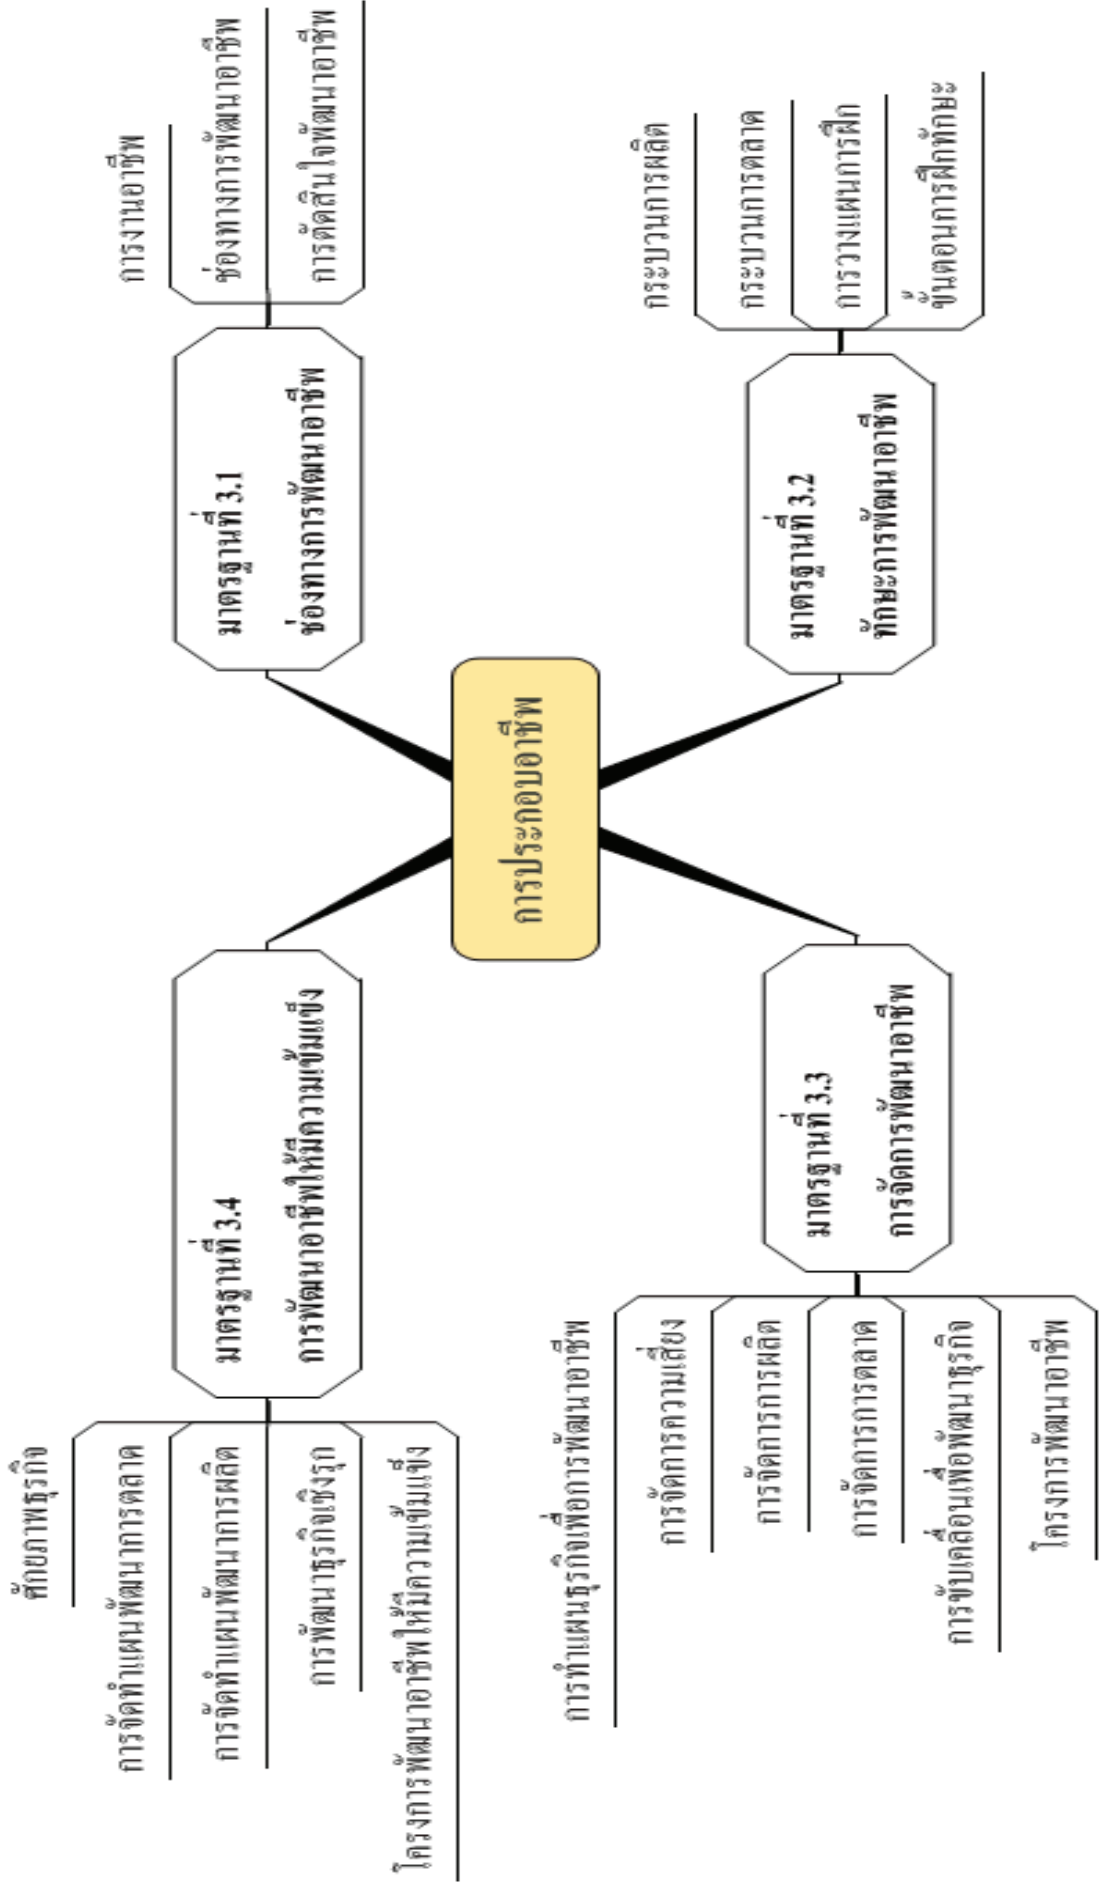 การประกอบอาชีพ
มาตรฐานที่ 3.1
ช่องทางการพัฒนาอาชีพ
การงานอาชีพ
ช่องทางการพัฒนาอาชีพ
การตัดสินใจพัฒนาอาชีพ
มาตรฐานที่ 3.2
ทักษะการพัฒนาอาชีพ
กระบวนการผลิต
กระบวนการตลาด
การวางแผนการฝึก
ขั้นตอนการฝึกทักษะ
มาตรฐานที่ 3.3
การจัดการพัฒนาอาชีพ
การทำแผนธุรกิจเพื่อการพัฒนาอาชีพ
การจัดการความเสี่ยง
การจัดการการผลิต
การจัดการการตลาด
การขับเคลื่อนเพื่อพัฒนาธุรกิจ
โครงการพัฒนาอาชีพ
มาตรฐานที่ 3.4
การพัฒนาอาชีพให้มีความเข้มแข็ง
ศักยภาพธุรกิจ
การจัดทำแผนพัฒนาการตลาด
การจัดทำแผนพัฒนาการผลิต
การพัฒนาธุรกิจเชิงรุก
โครงการพัฒนาอาชีพให้มีความเข้มแข็ง